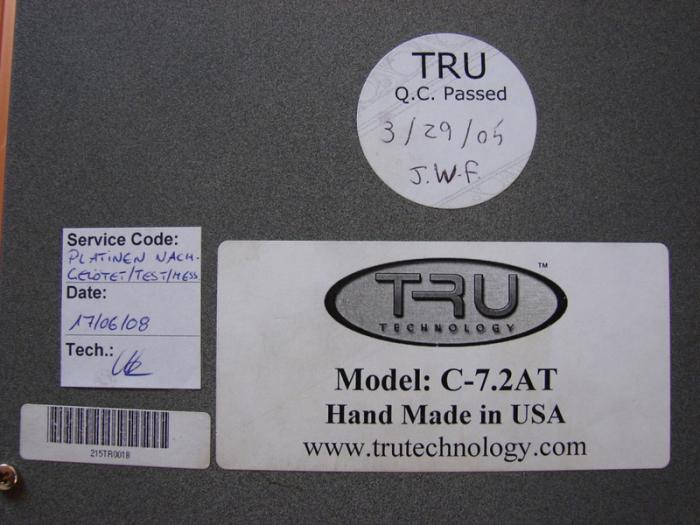 TRU
Q.C. Passed
3/29/05
J.W.F.
Service Code:
PLATINEN NACH-
GELÖTET/TEST/MESS
Date:
17/06/08
Tech.:
215TR0018
TRU
TECHNOLOGY
TM
Model: C-7.2AT
Hand Made in USA
www.trutechnology.com